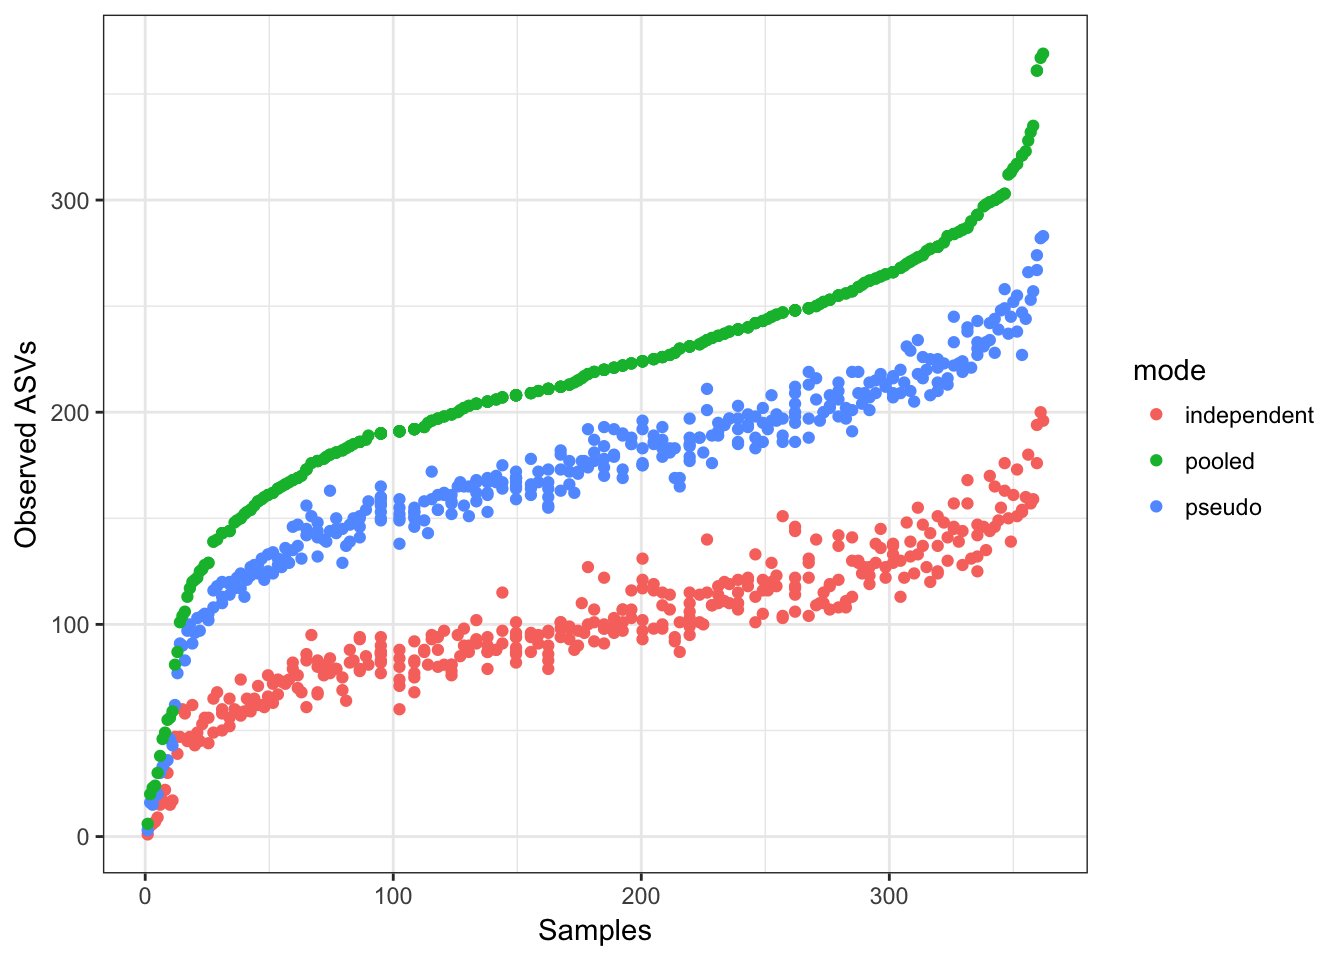 Observed ASVs
300
200
100
0
0 100 200 300
Samples
mode
independent
pooled
pseudo